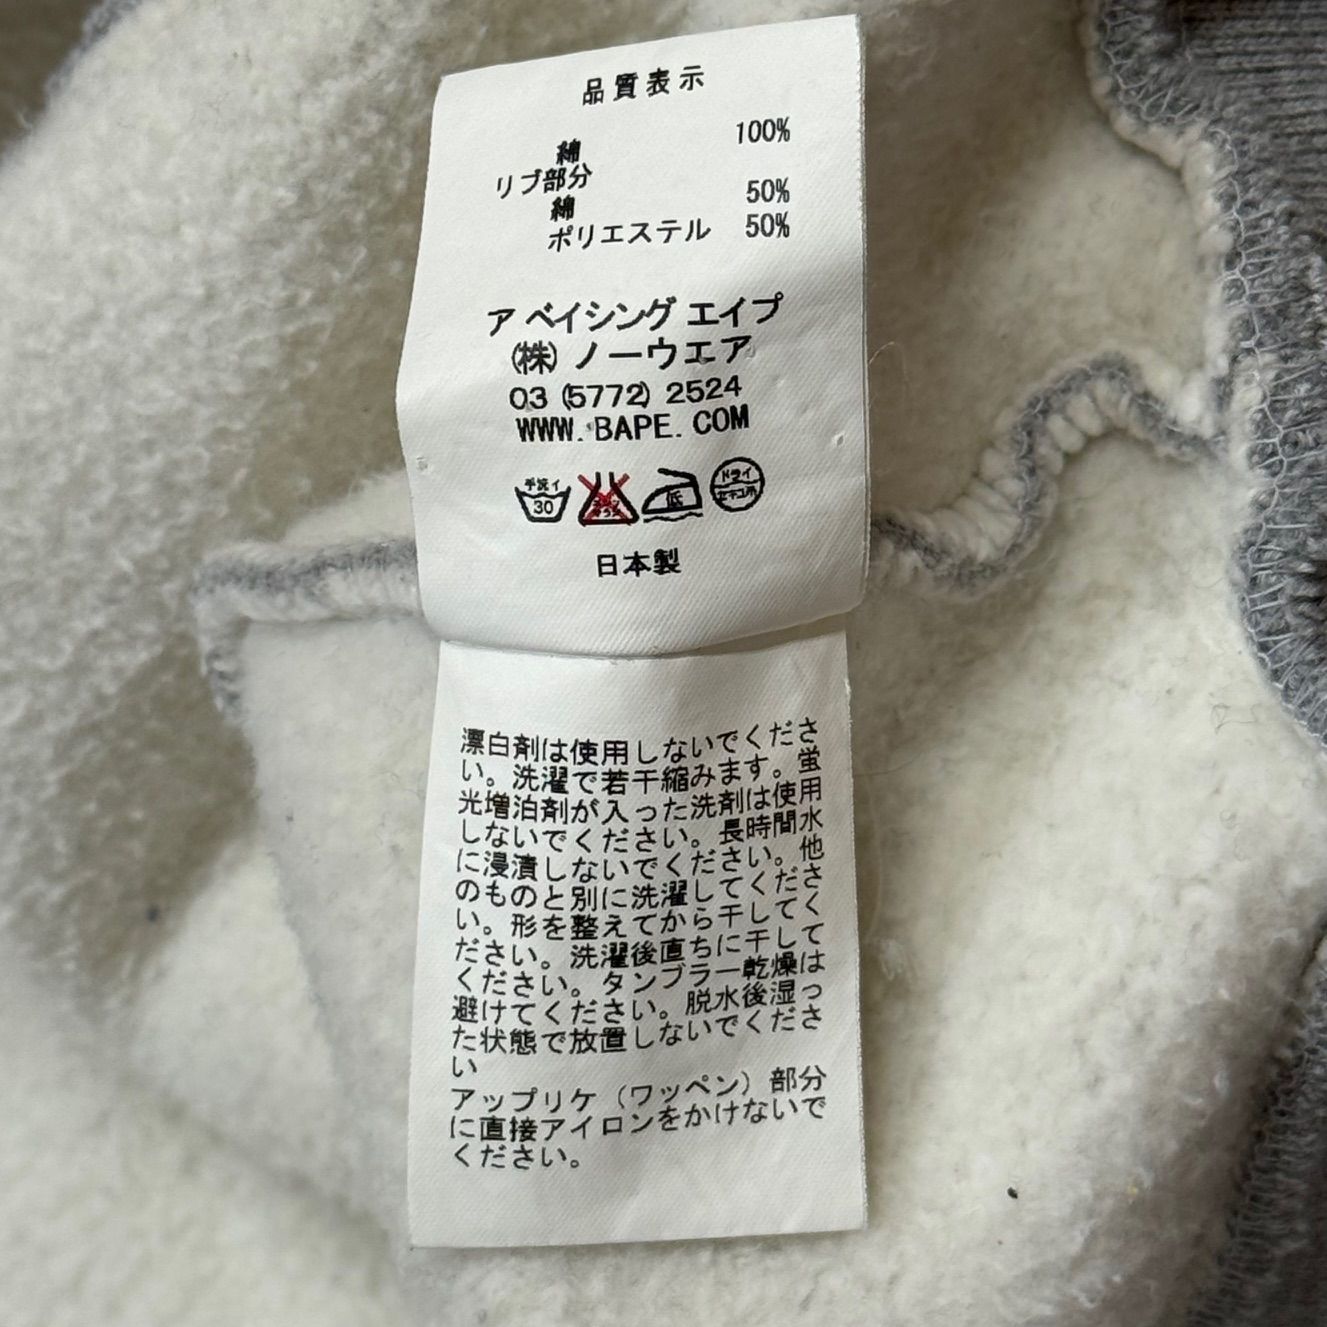 品質表示
綿 100%
リブ部分
綿 50%
ポリエステル 50%
ア ベイシング エイプ
(株) ノーウエア
03 (5772) 2524
WWW. BAPE. COM
手洗イ 30 低 ドライ
日本製
漂白剤は使用しないでくださ
い。洗濯で若干縮みます。蛍
光増泊剤が入った洗剤は使用
しないでください。長時間水
に浸漬しないでください。他
のものと別に洗濯してくださ
い。形を整えてから干してく
ださい。洗濯後直ちに干して
ください。タンブラー乾燥は
避けてください。脱水後湿っ
た状態で放置しないでくださ
い
アップリケ（ワッペン）部分
に直接アイロンをかけないで
ください。